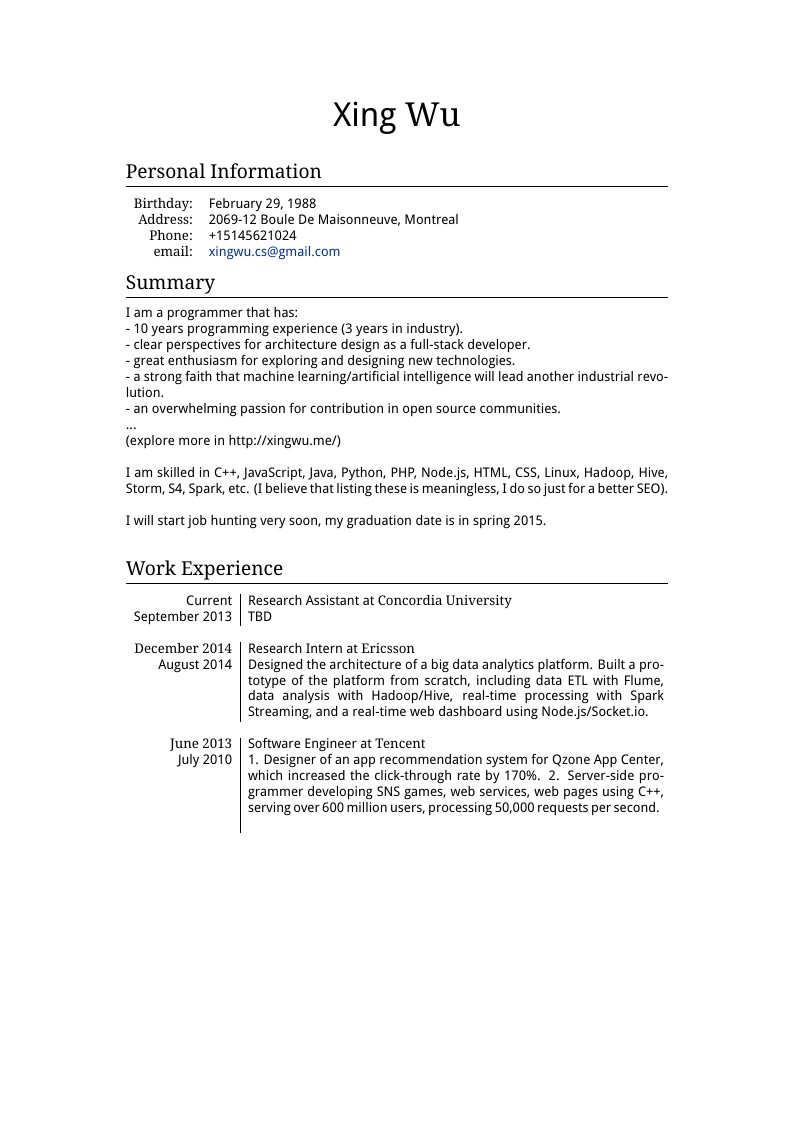 Xing Wu
Personal Information
Birthday: February 29, 1988
Address: 2069-12 Boule De Maisonneuve, Montreal
Phone: +15145621024
email: xingwu.cs@gmail.com
Summary
I am a programmer that has:
- 10 years programming experience (3 years in industry).
- clear perspectives for architecture design as a full-stack developer.
- great enthusiasm for exploring and designing new technologies.
- a strong faith that machine learning/artificial intelligence will lead another industrial revo-
lution.
- an overwhelming passion for contribution in open source communities.
...
(explore more in http://xingwu.me/)
I am skilled in C++, JavaScript, Java, Python, PHP, Node.js, HTML, CSS, Linux, Hadoop, Hive,
Storm, S4, Spark, etc. (I believe that listing these is meaningless, I do so just for a better SEO).
I will start job hunting very soon, my graduation date is in spring 2015.
Work Experience
Current Research Assistant at Concordia University
September 2013 TBD
December 2014 Research Intern at Ericsson
August 2014 Designed the architecture of a big data analytics platform. Built a pro-
totype of the platform from scratch, including data ETL with Flume,
data analysis with Hadoop/Hive, real-time processing with Spark
Streaming, and a real-time web dashboard using Node.js/Socket.io.
June 2013 Software Engineer at Tencent
July 2010 1. Designer of an app recommendation system for Qzone App Center,
which increased the click-through rate by 170%. 2. Server-side pro-
grammer developing SNS games, web services, web pages using C++,
serving over 600 million users, processing 50,000 requests per second.